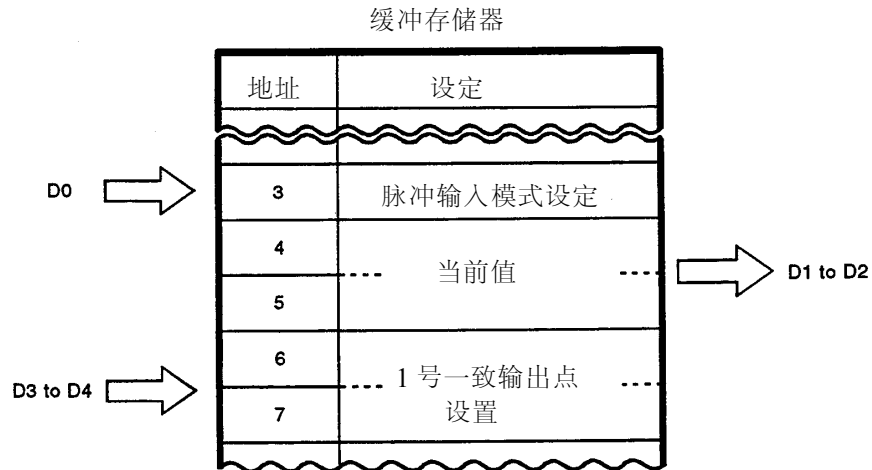 缓冲存储器
地址 设定
D0 3 脉冲输入模式设定
4
当前值 D1 to D2
5
6
D3 to D4 1 号一致输出点
7 设置